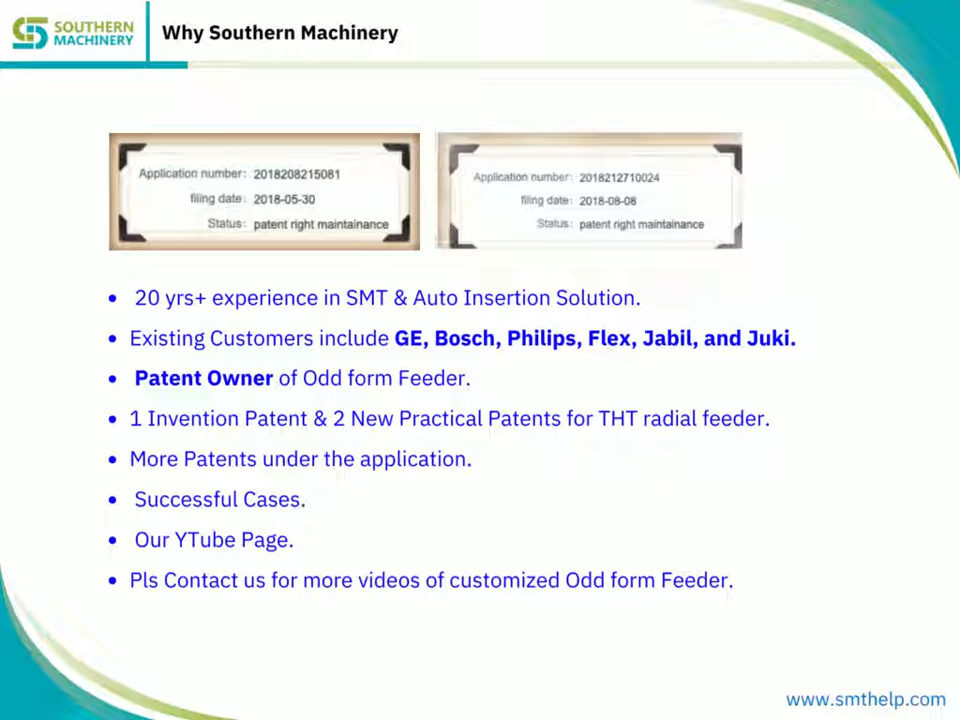 SOUTHERN
MACHINERY
Why Southern Machinery
Application number: 2018208215081
filing date: 2018-05-30
Status: patent right maintainance
Application number: 2018212710024
filing date: 2018-08-08
Status: patent right maintainance
• 20 yrs+ experience in SMT & Auto Insertion Solution.
• Existing Customers include GE, Bosch, Philips, Flex, Jabil, and Juki.
• Patent Owner of Odd form Feeder.
• 1 Invention Patent & 2 New Practical Patents for THT radial feeder.
• More Patents under the application.
• Successful Cases.
• Our YTube Page.
• Pls Contact us for more videos of customized Odd form Feeder.
www.smthelp.com